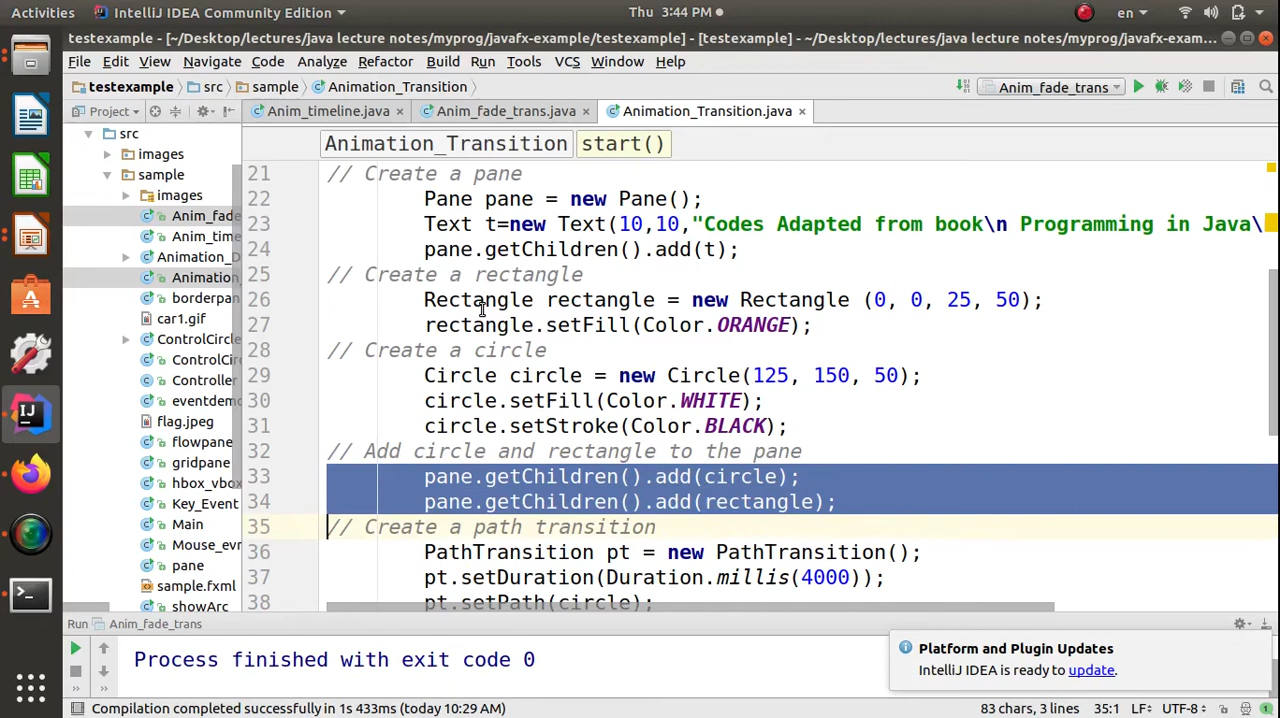 Activities IntelliJ IDEA Community Edition Thu 3:44 PM en
testexample - [~/Desktop/lectures/java lecture notes/myprog/javafx-example/testexample] - [testexample] - ~/Desktop/lectures/java lecture notes/myprog/javafx-exam...
File Edit View Navigate Code Analyze Refactor Build Run Tools VCS Window Help
testexample src sample Animation_Transition Anim_fade_trans
Project Anim_timeline.java Anim_fade_trans.java Animation_Transition.java
Animation_Transition start()
src
images
sample
images
Anim_fade
Anim_time
Animation_D
Animation
borderpan
car1.gif
ControlCircle
ControlCir
Controller
eventdemo
flag.jpeg
flowpane
gridpane
hbox_vbox
Key_Event
Main
Mouse_evn
pane
sample.fxml
showArc
21 // Create a pane
22 Pane pane = new Pane();
23 Text t=new Text(10,10,"Codes Adapted from book\n Programming in Java\
24 pane.getChildren().add(t);
25 // Create a rectangle
26 Rectangle rectangle = new Rectangle (0, 0, 25, 50);
27 rectangle.setFill(Color.ORANGE);
28 // Create a circle
29 Circle circle = new Circle(125, 150, 50);
30 circle.setFill(Color.WHITE);
31 circle.setStroke(Color.BLACK);
32 // Add circle and rectangle to the pane
33 pane.getChildren().add(circle);
34 pane.getChildren().add(rectangle);
35 // Create a path transition
36 PathTransition pt = new PathTransition();
37 pt.setDuration(Duration.millis(4000));
38 pt.setPath(circle);
Run Anim_fade_trans
Process finished with exit code 0
Platform and Plugin Updates
IntelliJ IDEA is ready to update.
Compilation completed successfully in 1s 433ms (today 10:29 AM) 83 chars, 3 lines 35:1 LF UTF-8